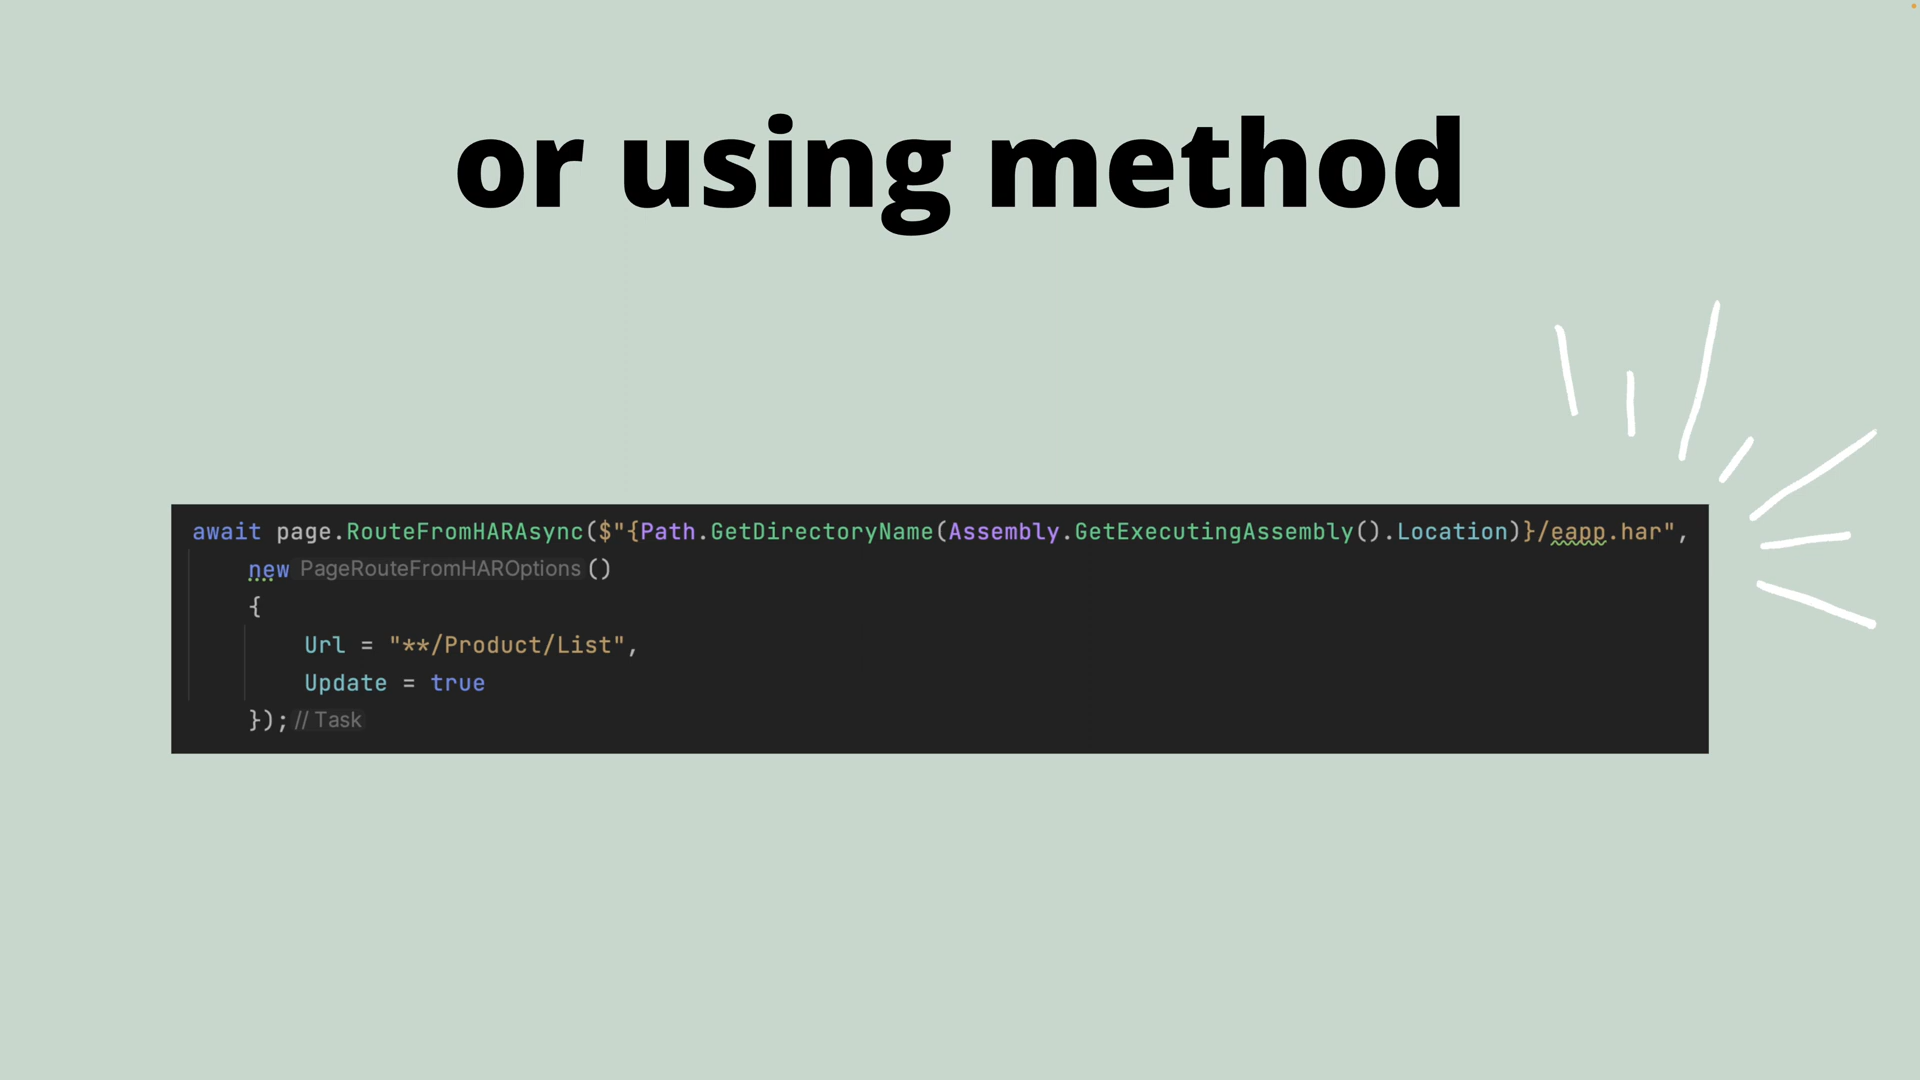 or using method
await page.RouteFromHARAsync($"{Path.GetDirectoryName(Assembly.GetExecutingAssembly().Location)}/eapp.har",
new PageRouteFromHAROptions ()
{
Url = "**/Product/List",
Update = true
}); // Task